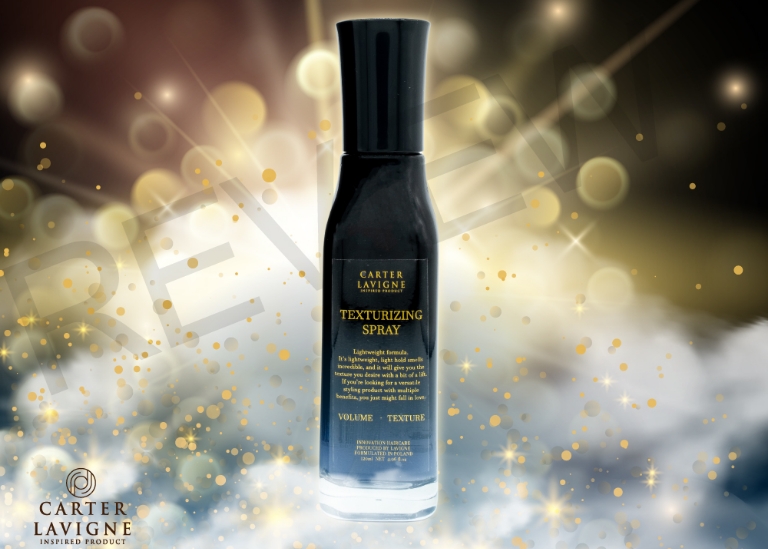 REVIEW
CARTER
LAVIGNE
INSPIRED PRODUCT
TEXTURIZING
SPRAY
Lightweight formula.
It's lightweight, light hold smells
incredible, and it will give you the
texture you desire with a bit of a lift.
If you're looking for a versatile
styling product with multiple
benefits, you just might fall in love.
VOLUME - TEXTURE
INNOVATION HAIRCARE
PRODUCED BY LAVIGNE
FORMULATED IN POLAND
CARTER
LAVIGNE
INSPIRED PRODUCT